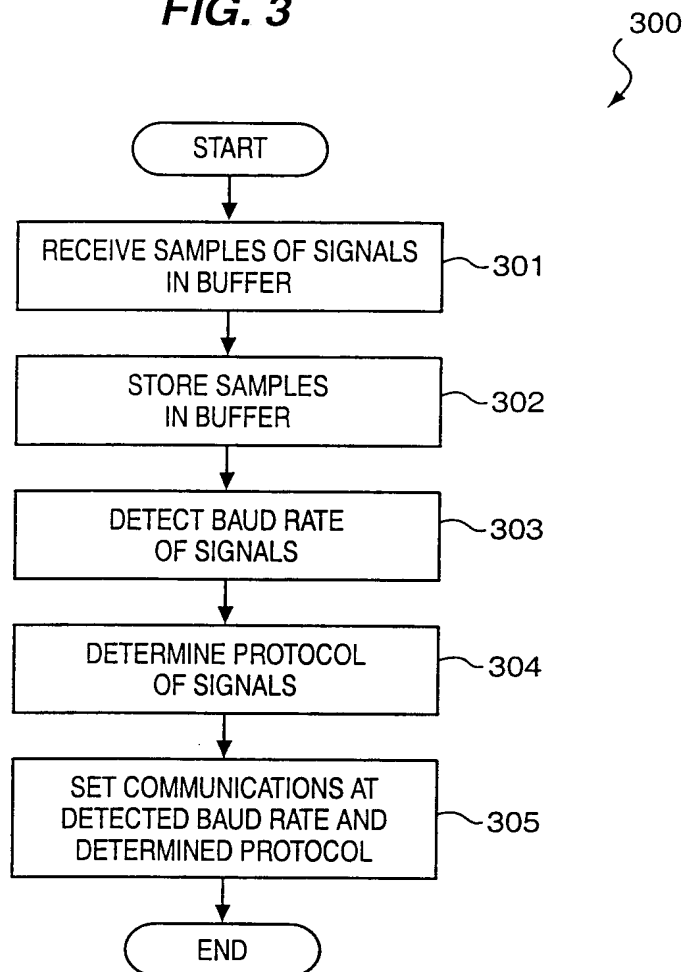 FIG. 3
300
START
RECEIVE SAMPLES OF SIGNALS
IN BUFFER
301
STORE SAMPLES
IN BUFFER
302
DETECT BAUD RATE
OF SIGNALS
303
DETERMINE PROTOCOL
OF SIGNALS
304
SET COMMUNICATIONS AT
DETECTED BAUD RATE AND
DETERMINED PROTOCOL
305
END